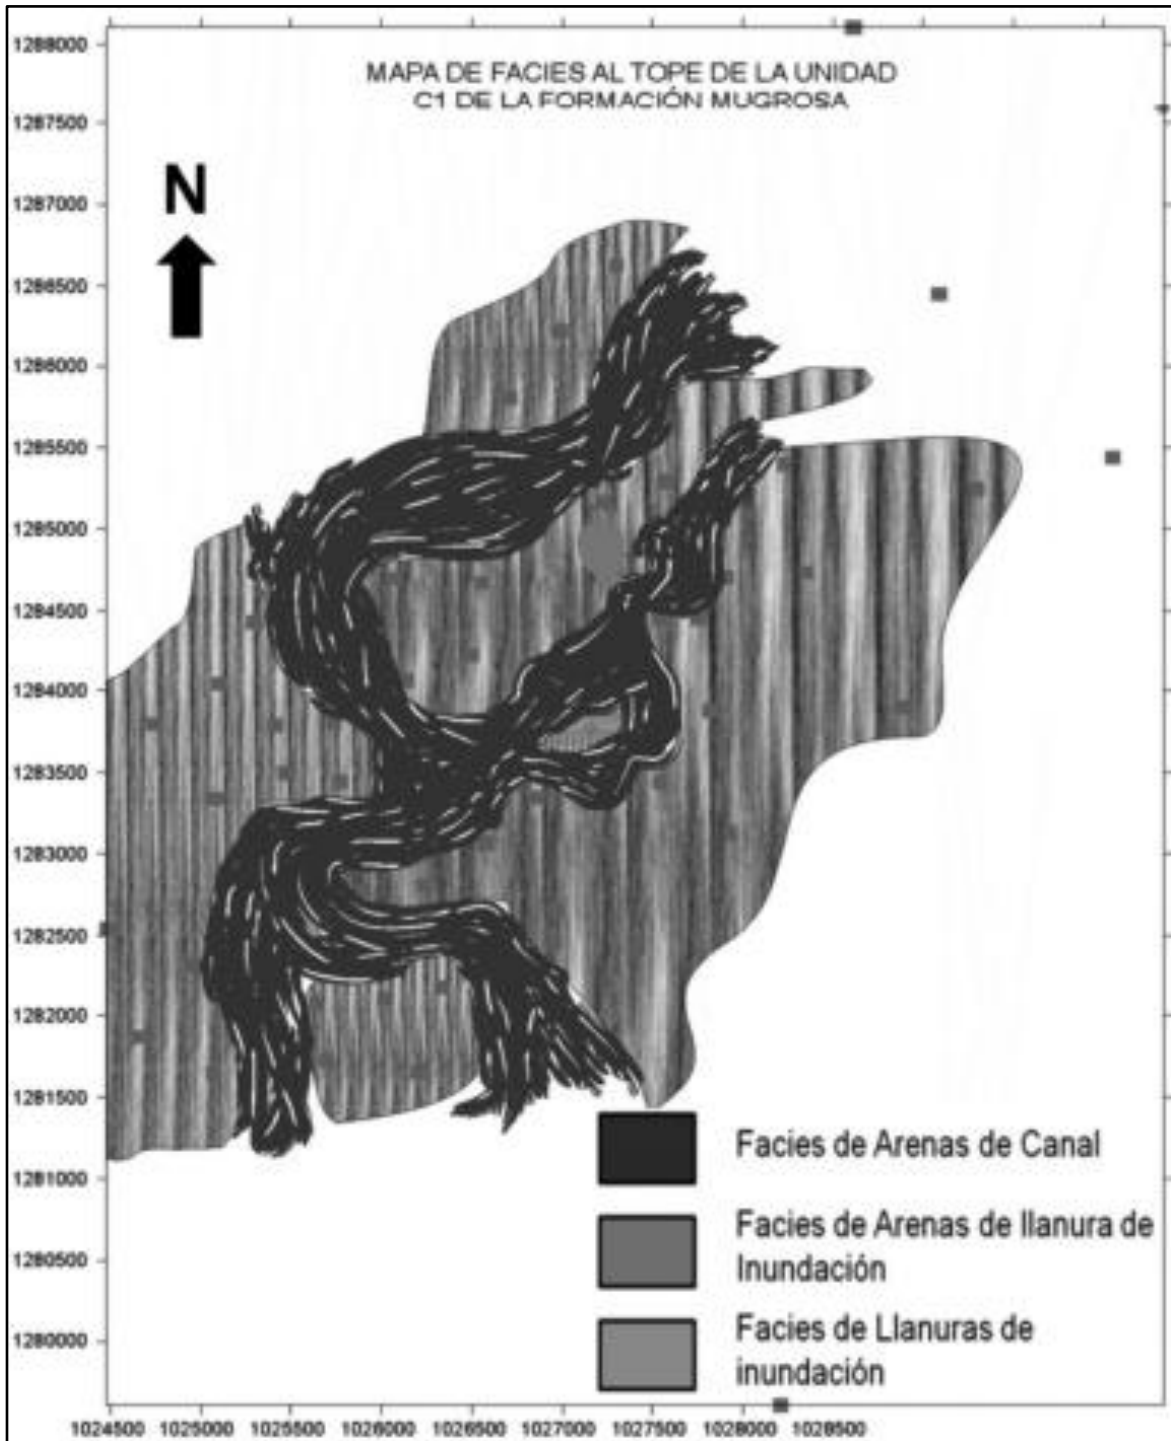 MAPA DE FACIES AL TOPE DE LA UNIDAD
C1 DE LA FORMACIÓN MUGROSA
N
1288000
1287500
1287000
1286500
1286000
1285500
1285000
1284500
1284000
1283500
1283000
1282500
1282000
1281500
1281000
1280500
1280000
Facies de Arenas de Canal
Facies de Arenas de llanura de
Inundación
Facies de Llanuras de
inundación
1024500 1025000 1025500 1026000 1026500 1027000 1027500 1028000 1028500